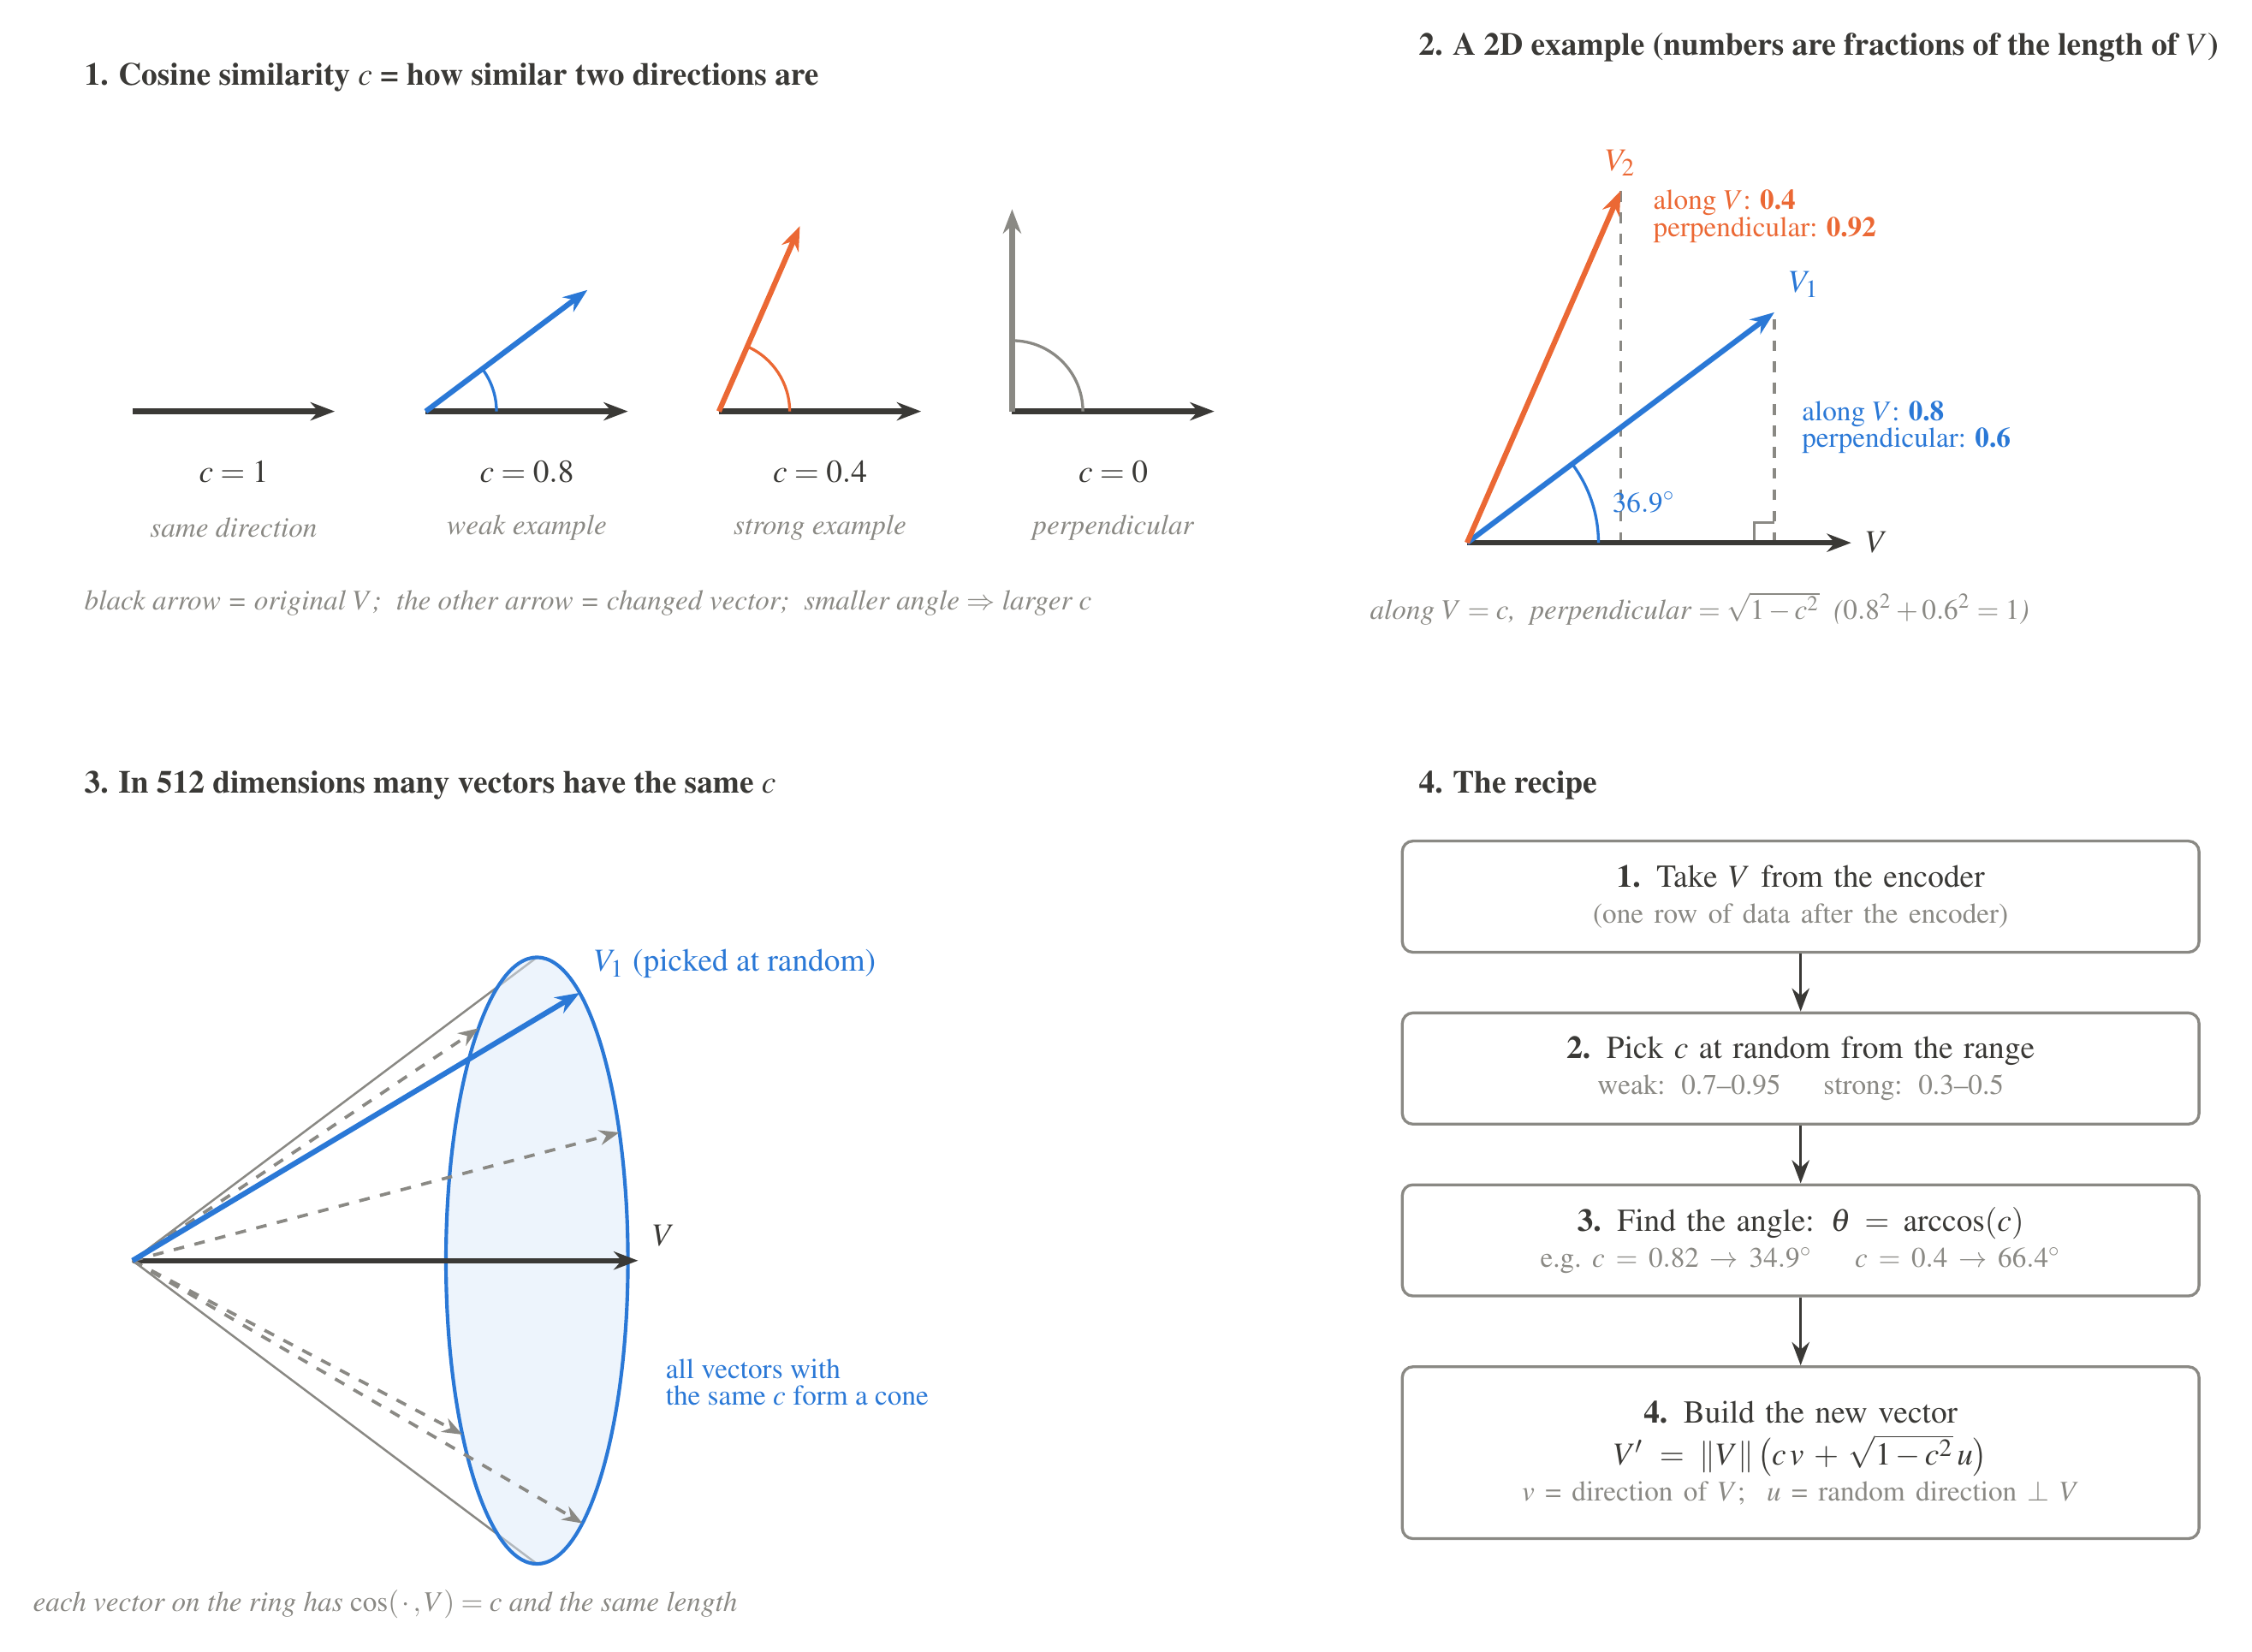 1. Cosine similarity c = how similar two directions are
c = 1
c = 0.8
c = 0.4
c = 0
same direction
weak example
strong example
perpendicular
black arrow = original V; the other arrow = changed vector; smaller angle ⇒ larger c
2. A 2D example (numbers are fractions of the length of V)
V₂
along V: 0.4
perpendicular: 0.92
V₁
along V: 0.8
perpendicular: 0.6
36.9°
V
along V = c, perpendicular = √(1 − c²) (0.8² + 0.6² = 1)
3. In 512 dimensions many vectors have the same c
V₁ (picked at random)
V
all vectors with
the same c form a cone
each vector on the ring has cos(·, V) = c and the same length
4. The recipe
1. Take V from the encoder
(one row of data after the encoder)
2. Pick c at random from the range
weak: 0.7–0.95 strong: 0.3–0.5
3. Find the angle: θ = arccos(c)
e.g. c = 0.82 → 34.9° c = 0.4 → 66.4°
4. Build the new vector
V′ = ‖V‖ (c v + √(1 − c²) u)
v = direction of V; u = random direction ⊥ V